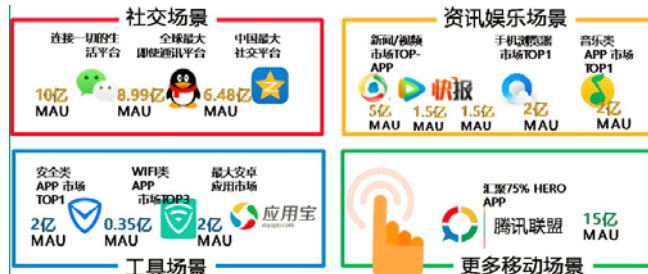 社交场景
连接一切的生
活平台
全球最大
即使通讯平台
中国最大
社交平台
10亿
MAU
8.99亿
MAU
6.48亿
MAU
资讯娱乐场景
新闻/视频
市场TOP-
APP
手机浏览器
市场TOP1
音乐类
APP 市场
TOP1
快报
5亿
MAU
1.5亿
MAU
1.5亿
MAU
2亿
MAU
2亿
MAU
安全类
APP 市场
TOP1
WIFI类
APP
市场TOP3
最大安卓
应用市场
2亿
MAU
0.35亿
MAU
2亿
MAU
应用宝
工具场景
汇聚75% HERO
APP
腾讯联盟
15亿
MAU
更多移动场景